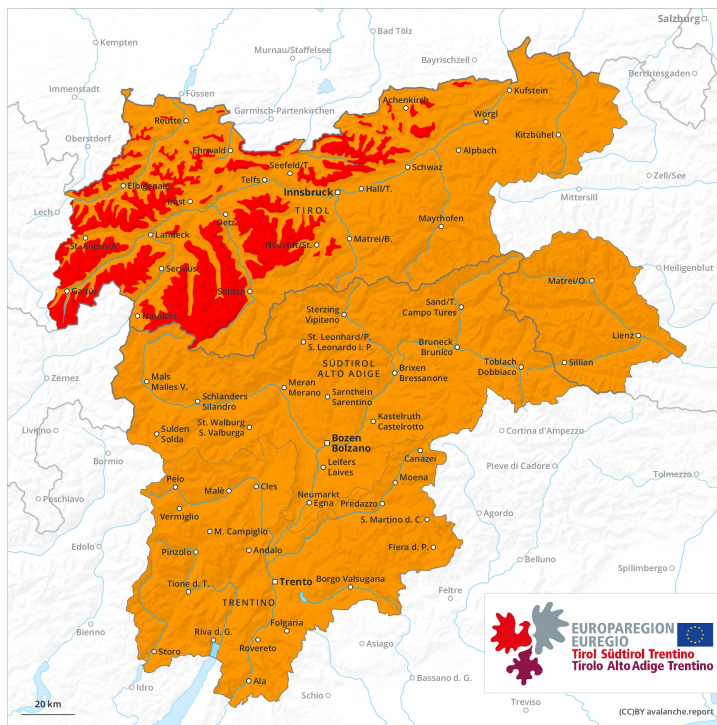 Salzburg
Kempten
Bad Tölz
Murnau/Staffelsee
Bayrischzell
Berchtesgaden
Immenstadt
Füssen
Kufstein
Achenkirch
Garmisch-Partenkirchen
Reutte
Wörgl
Oberstdorf
Ehrwald
Kitzbühel
Alpbach
Seefeld/T.
Schwaz
Zell/See
Elbigenalp
Telfs
Innsbruck
Hall/T.
Mittersill
Imst
Lech
TIROL
Oetz
Mayrhofen
St. Anton/A.
Landeck
Neustift/St.
Matrei/B.
Serfaus
Heiligenblut
Matrei/O.
Galtür
Sölden
Nauders
Sterzing
Vipiteno
Sand/T.
Campo Tures
Lienz
St. Leonhard/P.
S. Leonardo i. P.
Bruneck
Brunico
SÜDTIROL
ALTO ADIGE
Toblach
Dobbiaco
Sillian
Zernez
Mals
Malles V.
Meran
Merano
Brixen
Bressanone
Schlanders
Silandro
Sarnthein
Sarentino
St. Walburg
S. Valburga
Kastelruth
Castelrotto
Livigno
Sulden
Solda
Cortina d'Ampezzo
Bozen
Bolzano
Bormio
Canazei
Pieve di Cadore
Leifers
Laives
Tolmezzo
Peio
Moena
Malè
Cles
Poschiavo
Neumarkt
Egna
Predazzo
Vermiglio
Agordo
S. Martino d. C.
M. Campiglio
Edolo
Pinzolo
Andalo
Fiera d. P.
Belluno
Spilimbergo
Tione d. T.
Trento
Borgo Valsugana
Feltre
TRENTINO
Folgaria
Bienno
Riva d. G.
Rovereto
Asiago
Storo
Bassano d. G.
Idro
Ala
Schio
Treviso
EUROPAREGION
EUREGIO
Tirol Südtirol Trentino
Tirolo Alto Adige Trentino
20 km
(CC)BY avalanche.report